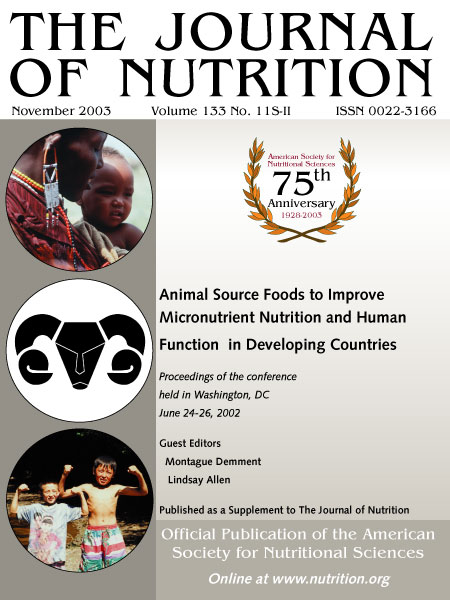 THE JOURNAL
OF NUTRITION
November 2003 Volume 133 No. 11S-II ISSN 0022-3166
American Society for
Nutritional Sciences
75th
Anniversary
1928-2003
Animal Source Foods to Improve
Micronutrient Nutrition and Human
Function in Developing Countries
Proceedings of the conference
held in Washington, DC
June 24-26, 2002
Guest Editors
Montague Demment
Lindsay Allen
Published as a Supplement to The Journal of Nutrition
Official Publication of the American
Society for Nutritional Sciences
Online at www.nutrition.org